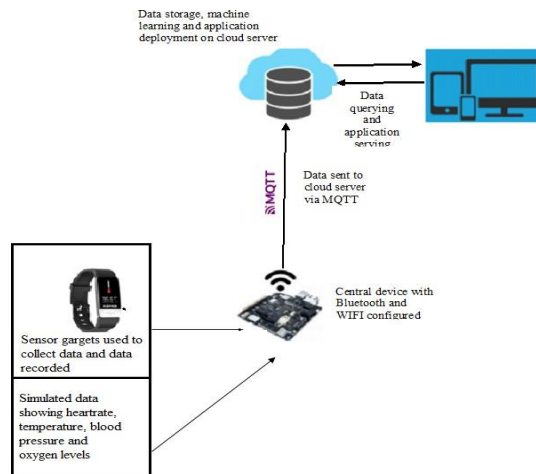 Data storage, machine
learning and application
deployment on cloud server
Data
querying
and
application
serving
MQTT
Data sent to
cloud server
via MQTT
Central device with
Bluetooth and
WIFI configured
Sensor gargets used to
collect data and data
recorded
Simulated data
showing heartrate,
temperature, blood
pressure and
oxygen levels